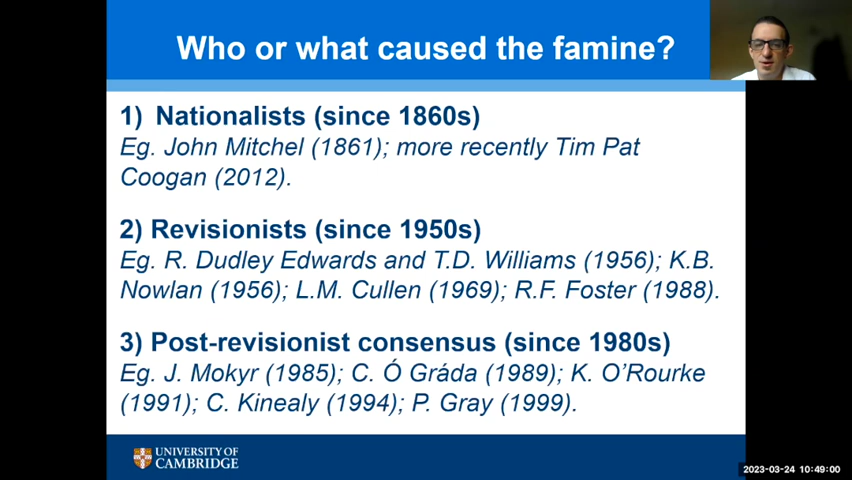 Who or what caused the famine?
1) Nationalists (since 1860s)
Eg. John Mitchel (1861); more recently Tim Pat
Coogan (2012).
2) Revisionists (since 1950s)
Eg. R. Dudley Edwards and T.D. Williams (1956); K.B.
Nowlan (1956); L.M. Cullen (1969); R.F. Foster (1988).
3) Post-revisionist consensus (since 1980s)
Eg. J. Mokyr (1985); C. Ó Gráda (1989); K. O’Rourke
(1991); C. Kinealy (1994); P. Gray (1999).
UNIVERSITY OF
CAMBRIDGE
2023-03-24 10:49:00